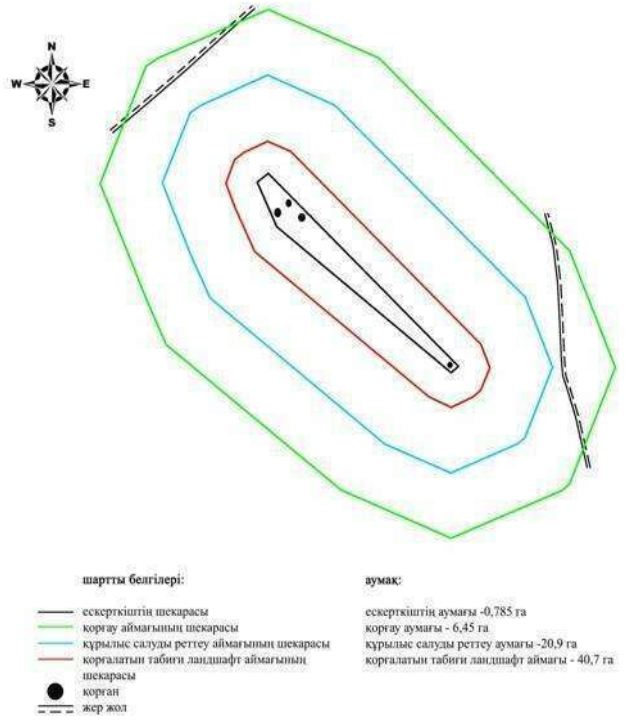 N
W E
S
шартты белгілері:
ескерткіштің шекарасы
қорғау аймағының шекарасы
құрылыс салуды реттеу аймағының шекарасы
қорғалатын табиғи ландшафт аймағының
шекарасы
қорған
жер жол
аумақ:
ескерткіштің аумағы -0,785 га
қорғау аумағы - 6,45 га
құрылыс салуды реттеу аумағы -20,9 га
қорғалатын табиғи ландшафт аймағы - 40,7 га